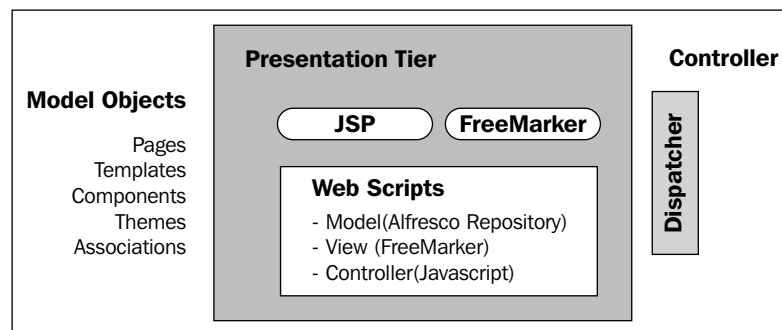 Model Objects
Pages
Templates
Components
Themes
Associations
Presentation Tier
JSP
FreeMarker
Web Scripts
- Model(Alfresco Repository)
- View (FreeMarker)
- Controller(Javascript)
Controller
Dispatcher